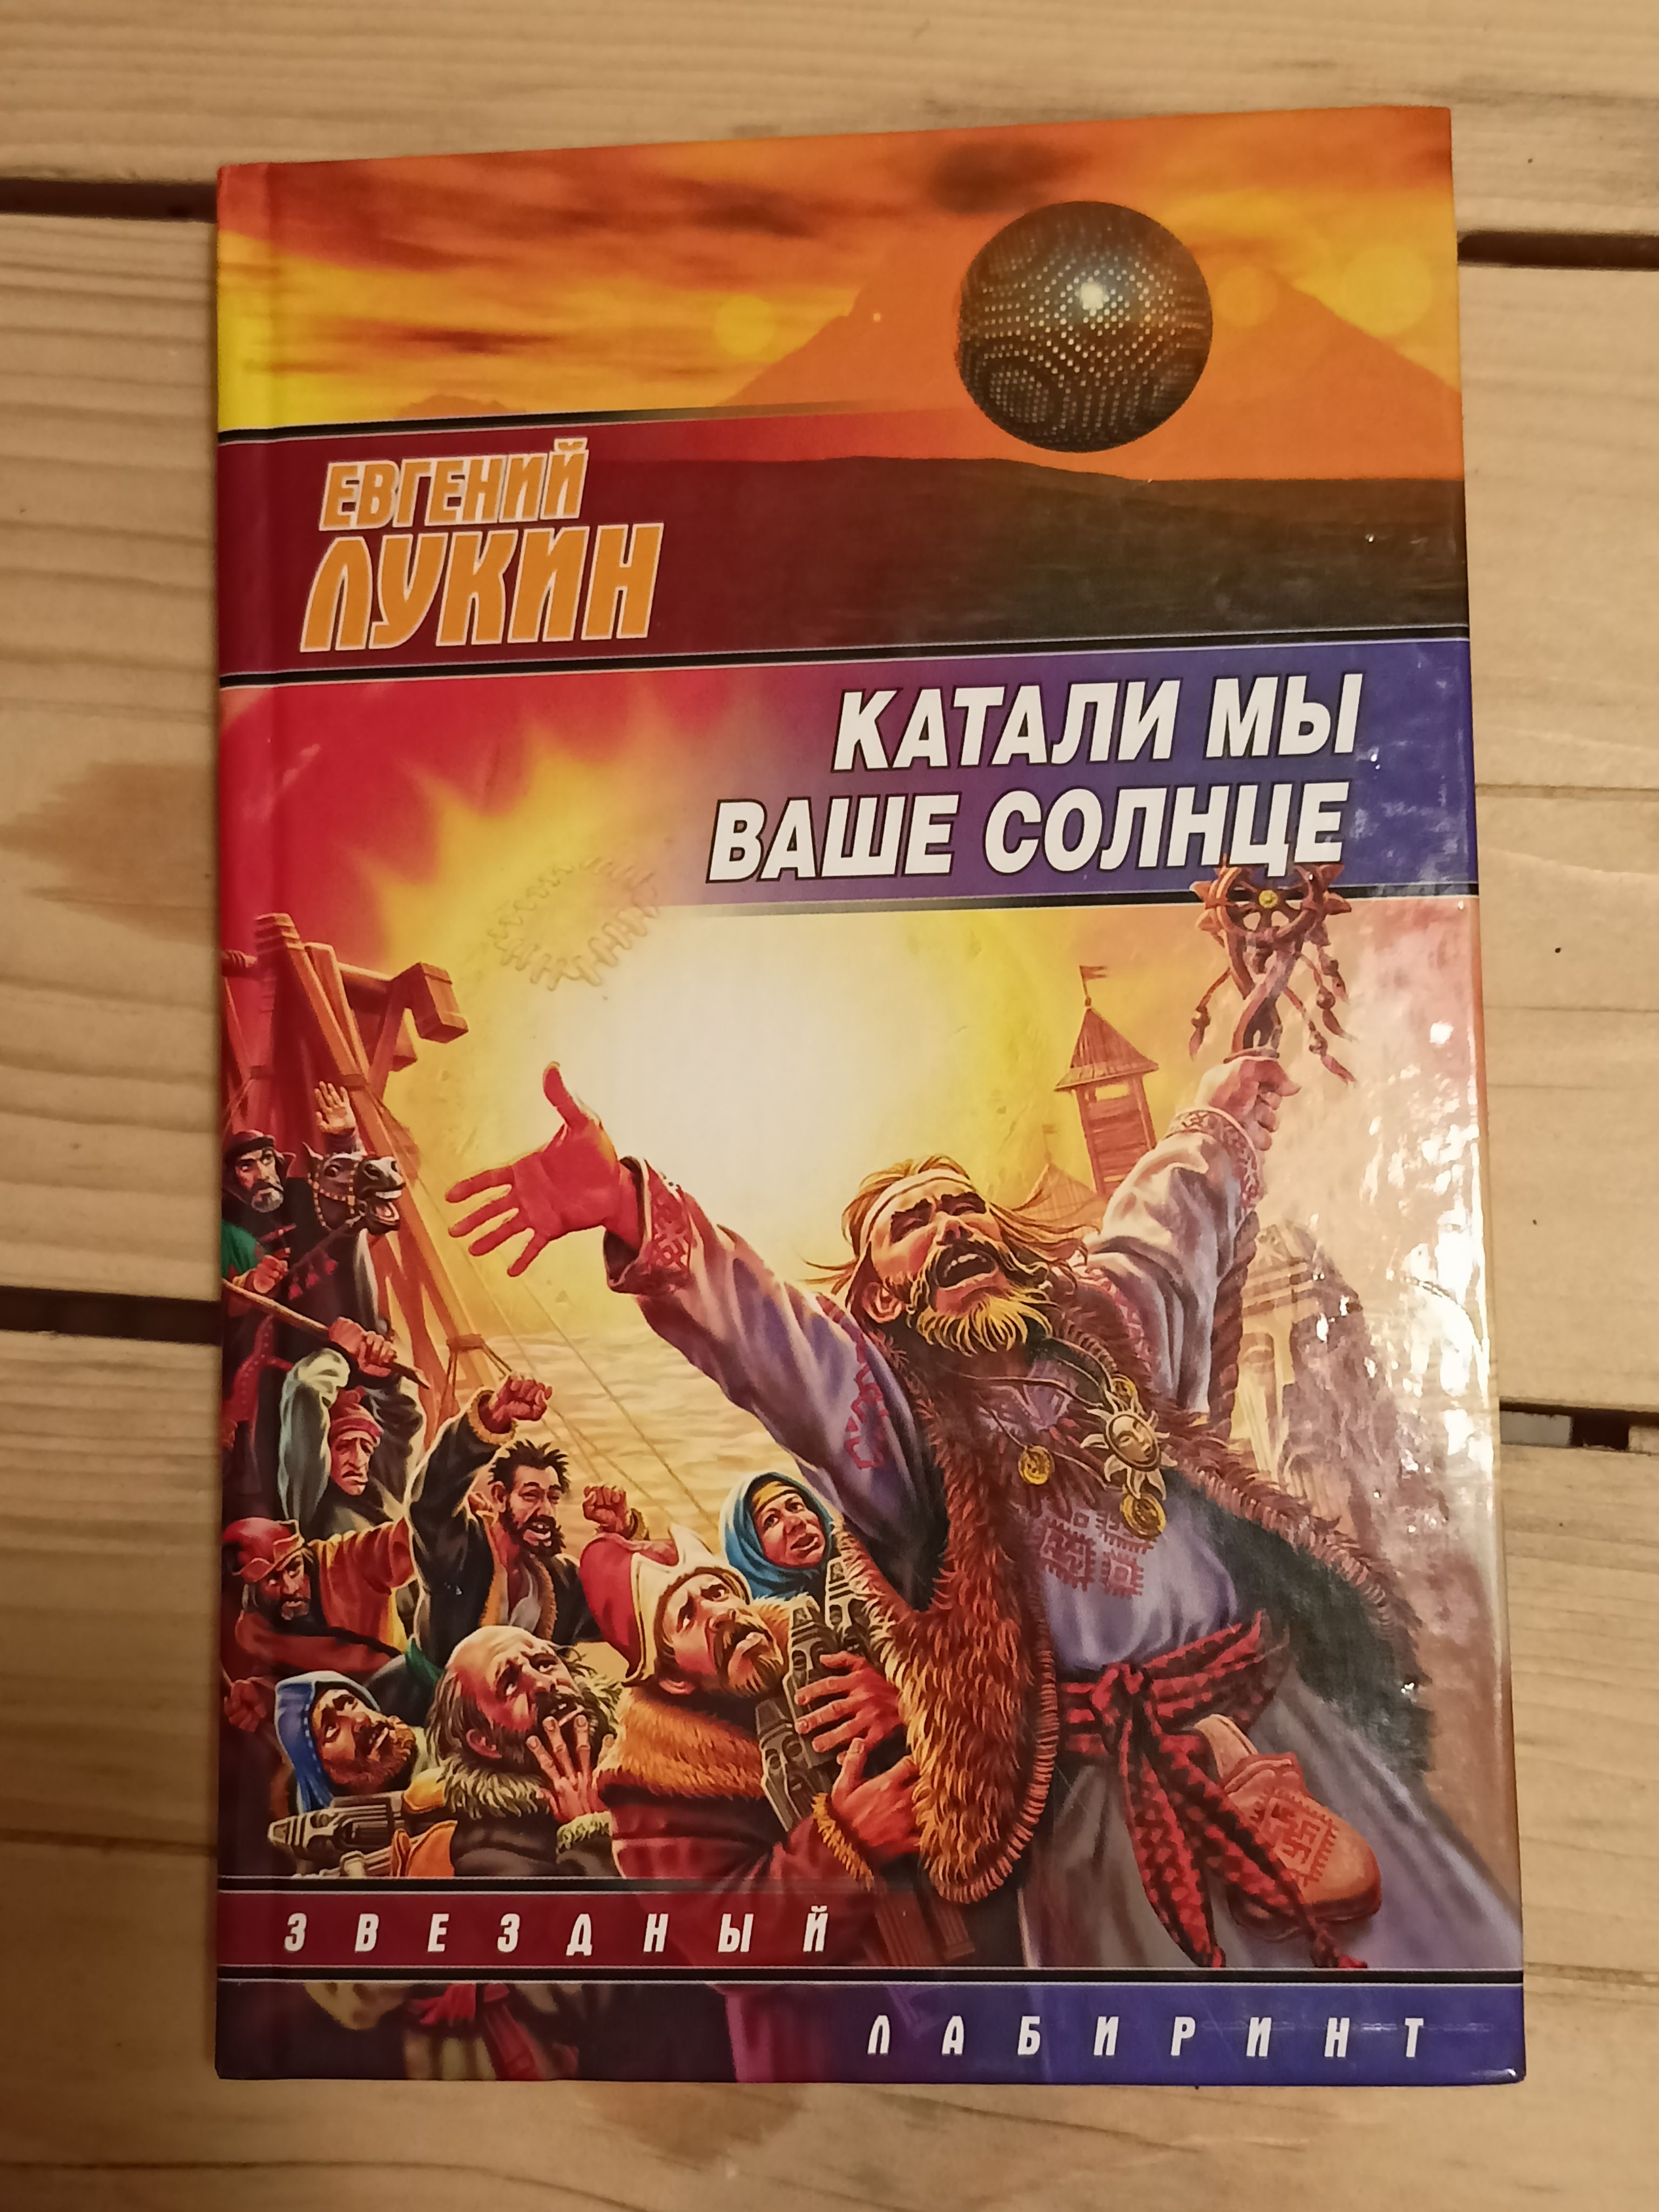 ЕВГЕНИЙ
ЛУКИН
КАТАЛИ МЫ
ВАШЕ СОЛНЦЕ
ЗВЕЗДНЫЙ
ЛАБИРИНТ